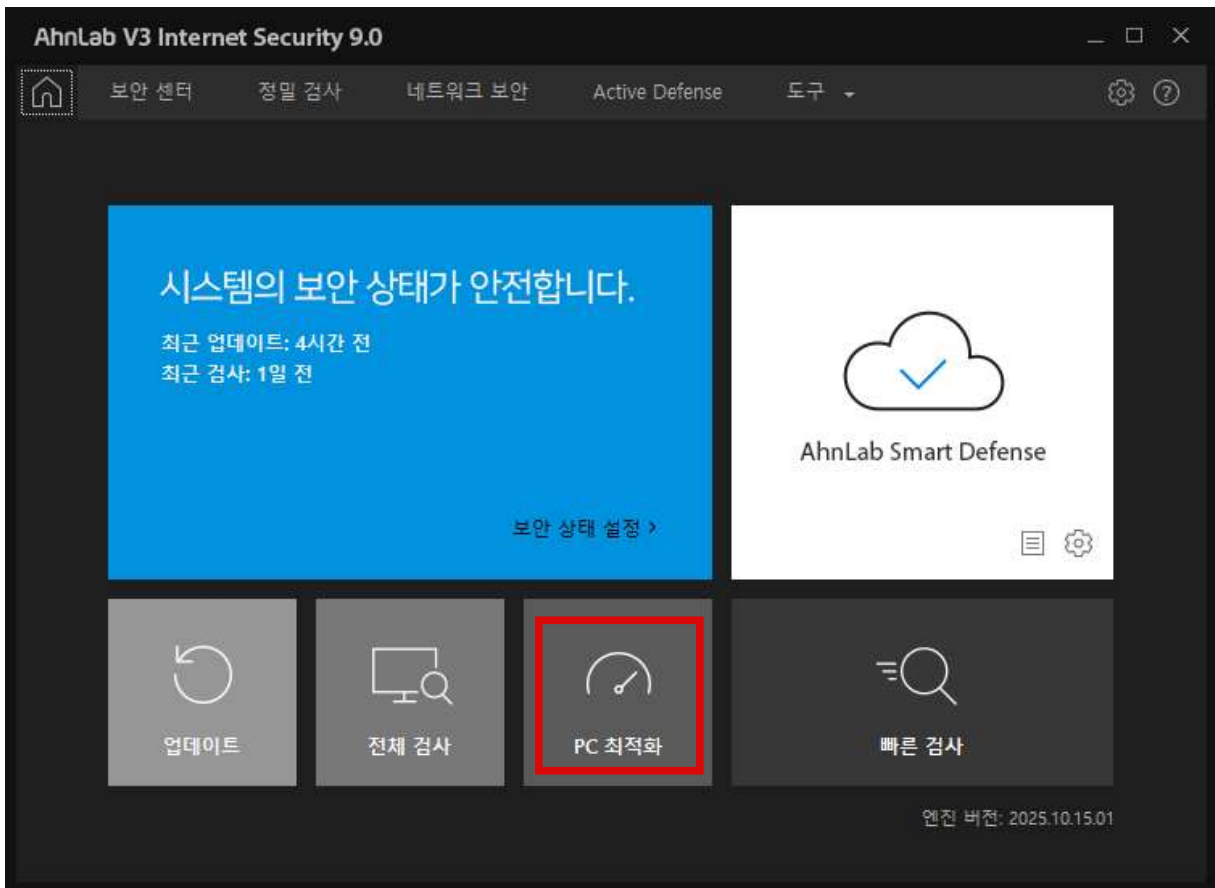 AhnLab V3 Internet Security 9.0
보안 센터 정밀 검사 네트워크 보안 Active Defense 도구
시스템의 보안 상태가 안전합니다.
최근 업데이트: 4시간 전
최근 검사: 1일 전
보안 상태 설정 >
AhnLab Smart Defense
업데이트 전체 검사 PC 최적화 빠른 검사
엔진 버전: 2025.10.15.01